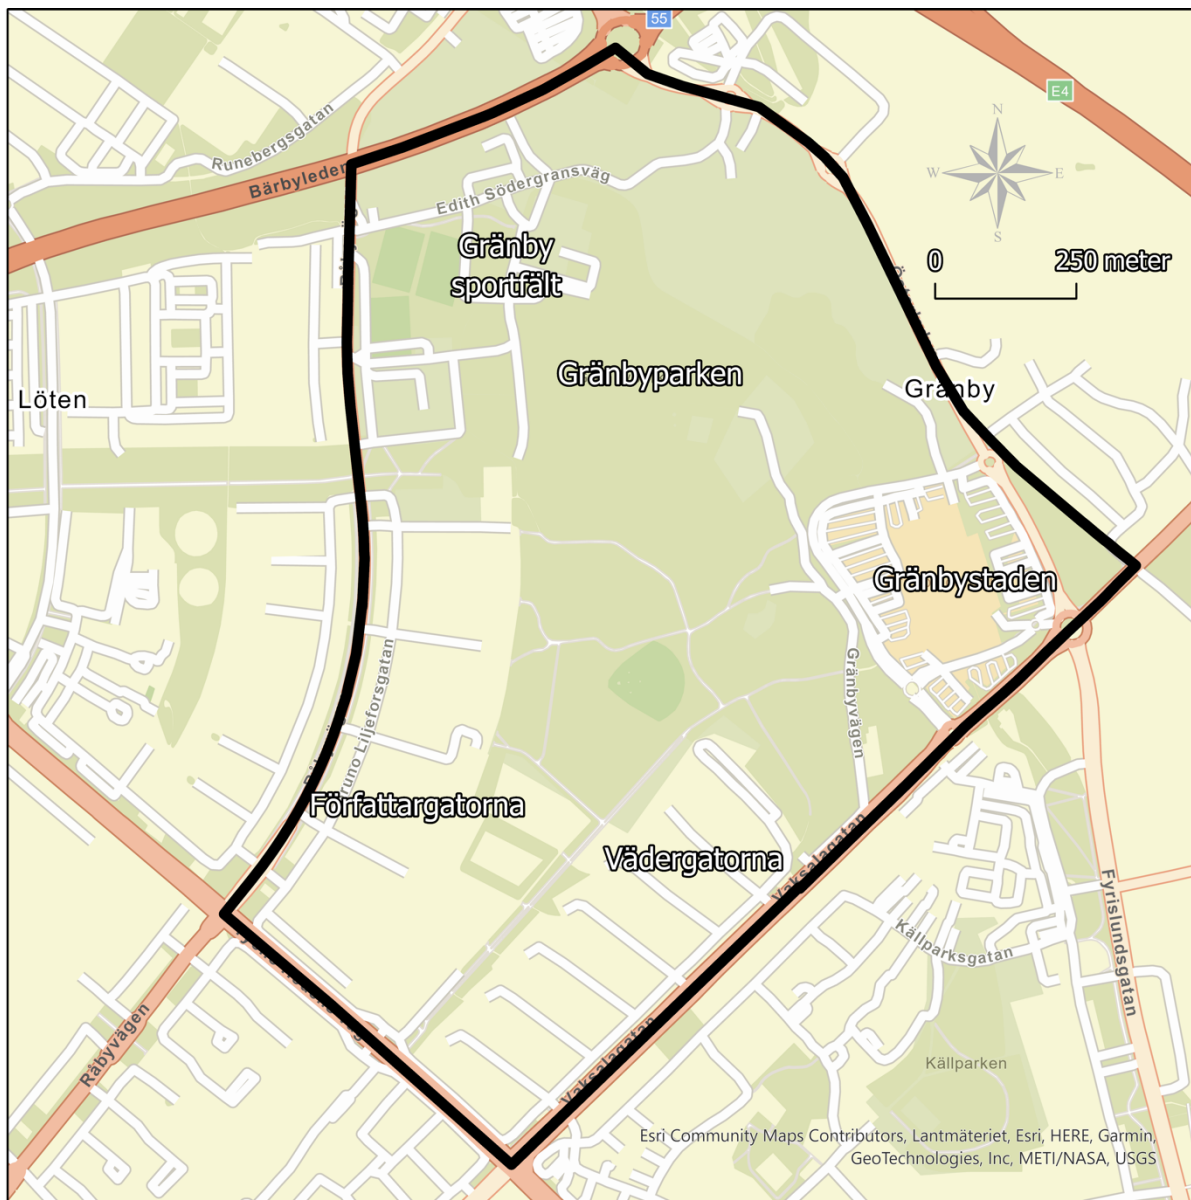 55
E4
N
W
E
S
Runebergsgatan
Bärbyleden
Edith Södergransväg
Gränby
sportfält
0
250 meter
Gränbyparken
Löten
Gränby
Gränbystaden
Gränbyvägen
Bruno Liljeforsgatan
Författargatorna
Vädergatorna
Vaksalagatan
Fyrislundsgatan
Källparksgatan
Råbyvägen
Vaksalagatan
Källparken
Esri Community Maps Contributors, Lantmäteriet, Esri, HERE, Garmin,
GeoTechnologies, Inc, METI/NASA, USGS